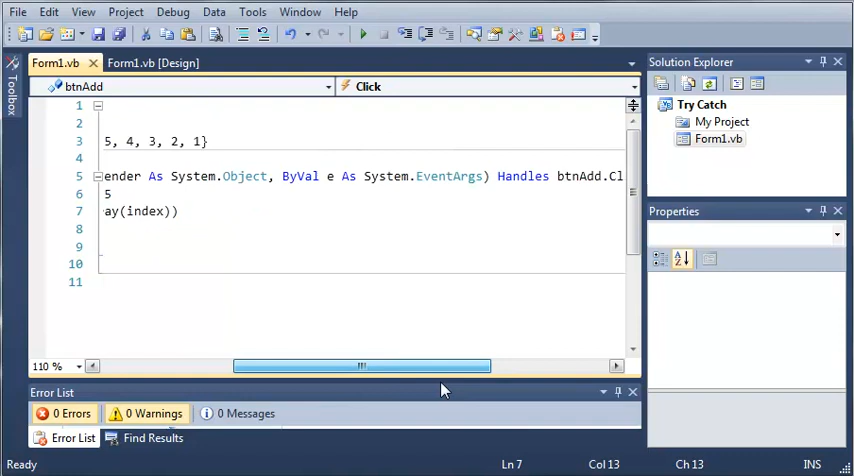 File Edit View Project Debug Data Tools Window Help
Form1.vb Form1.vb [Design]
Toolbox
btnAdd Click
1
2
3 5, 4, 3, 2, 1}
4
5 ender As System.Object, ByVal e As System.EventArgs) Handles btnAdd.Cl
6 5
7 ay(index))
8
9
10
11
110 %
Solution Explorer
Try Catch
My Project
Form1.vb
Properties
Error List
0 Errors 0 Warnings 0 Messages
Error List Find Results
Ready Ln 7 Col 13 Ch 13 INS